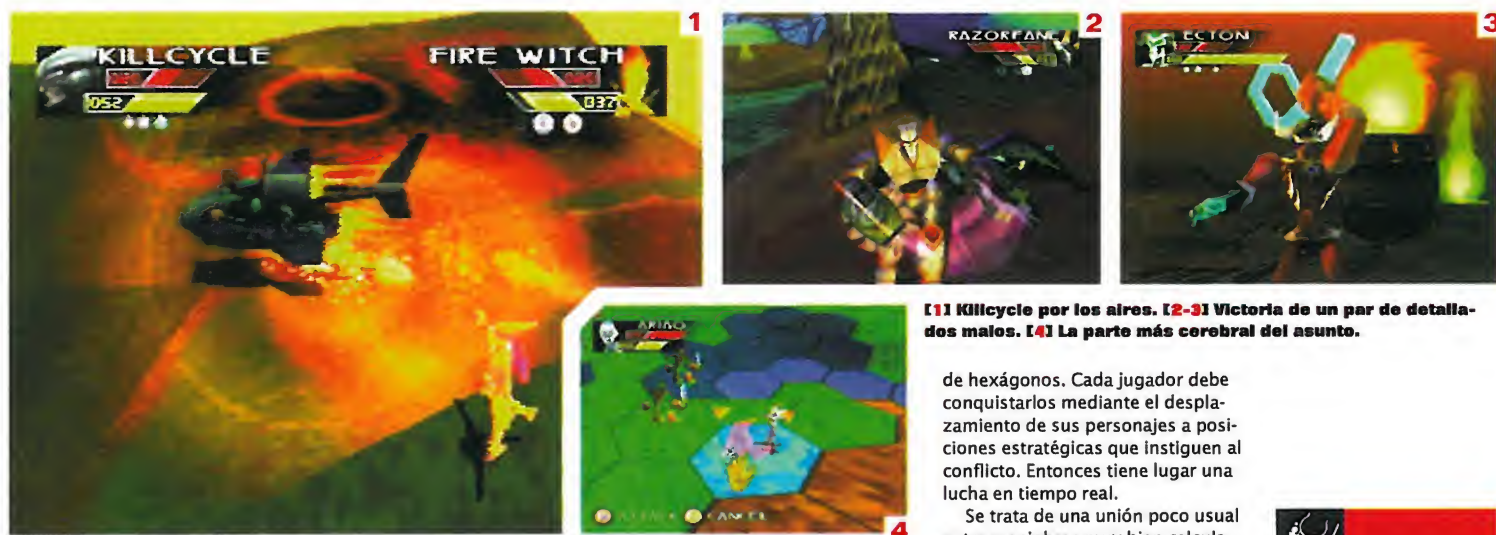 1
KILLCYCLE
FIRE WITCH
052
037
2
3
ECTON
4
CANCEL
[1] Killcycle por los aires. [2-3] Victoria de un par de detalla-
dos malos. [4] La parte más cerebral del asunto.
de hexágonos. Cada jugador debe
conquistarlos mediante el despla-
zamiento de sus personajes a posi-
ciones estratégicas que instiguen al
conflicto. Entonces tiene lugar una
lucha en tiempo real.
Se trata de una unión poco usual